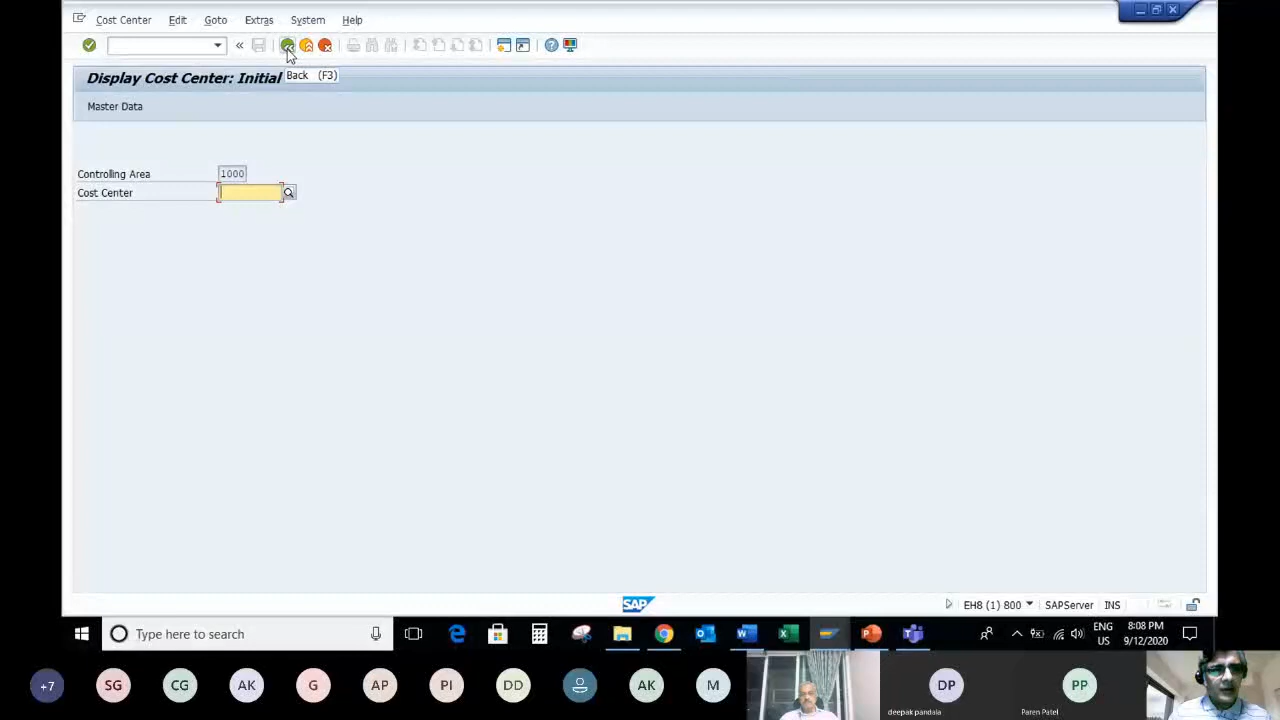 Cost Center Edit Goto Extras System Help
Back (F3)
Display Cost Center: Initial
Master Data
Controlling Area 1000
Cost Center
SAP EH8 (1) 800 SAPServer INS
Type here to search
ENG
US
8:08 PM
9/12/2020
+7 SG CG AK G AP PI DD AK M DP PP
deepak pandala Paren Patel